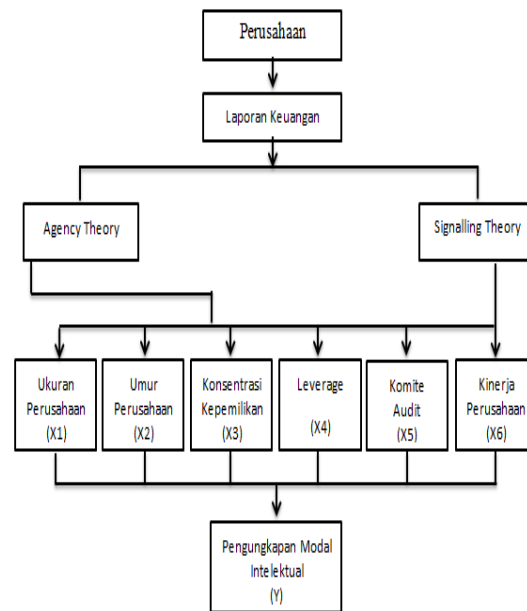 Perusahaan
Laporan Keuangan
Agency Theory
Signalling Theory
Ukuran
Perusahaan
(X1)
Umur
Perusahaan
(X2)
Konsentrasi
Kepemilikan
(X3)
Leverage
(X4)
Komite
Audit
(X5)
Kinerja
Perusahaan
(X6)
Pengungkapan Modal
Intelektual
(Y)